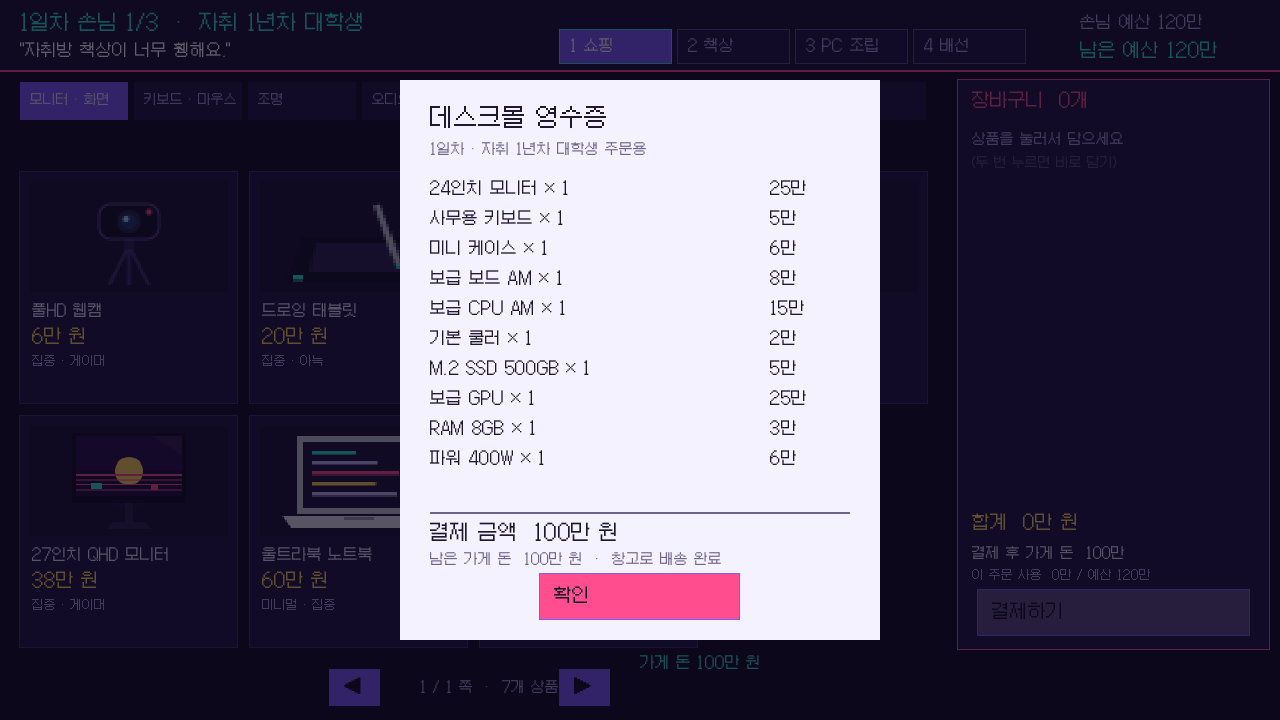 1일차 손님 1/3 · 자취 1년차 대학생
"자취방 책상이 너무 휑해요."
1 쇼핑
2 책상
3 PC 조립
4 배선
손님 예산 120만
남은 예산 120만
모니터 · 화면
키보드 · 마우스
조명
오디
장바구니 0개
상품을 눌러서 담으세요
(두 번 누르면 바로 담기)
데스크몰 영수증
1일차 · 자취 1년차 대학생 주문용
24인치 모니터 × 1 25만
사무용 키보드 × 1 5만
미니 케이스 × 1 6만
보급 보드 AM × 1 8만
보급 CPU AM × 1 15만
기본 쿨러 × 1 2만
M.2 SSD 500GB × 1 5만
보급 GPU × 1 25만
RAM 8GB × 1 3만
파워 400W × 1 6만
결제 금액 100만 원
남은 가게 돈 100만 원 · 창고로 배송 완료
확인
풀HD 웹캠
6만 원
집중 · 게이머
드로잉 태블릿
20만 원
집중 · 아늑
27인치 QHD 모니터
38만 원
집중 · 게이머
울트라북 노트북
60만 원
미니멀 · 집중
합계 0만 원
결제 후 가게 돈 100만
이 주문 사용 0만 / 예산 120만
결제하기
가게 돈 100만 원
1 / 1 쪽 · 7개 상품